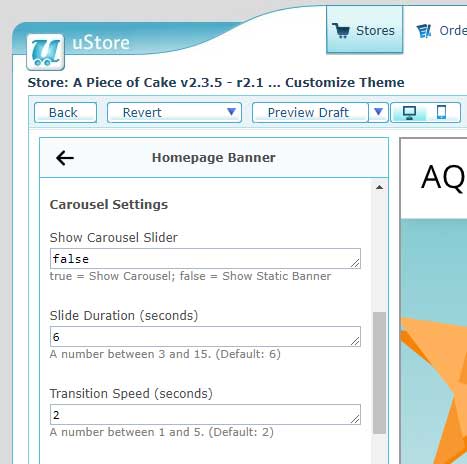 uStore
Stores
Orde
Store: A Piece of Cake v2.3.5 - r2.1 ... Customize Theme
Back
Revert
Preview Draft
Homepage Banner
AQ
Carousel Settings
Show Carousel Slider
false
true = Show Carousel; false = Show Static Banner
Slide Duration (seconds)
6
A number between 3 and 15. (Default: 6)
Transition Speed (seconds)
2
A number between 1 and 5. (Default: 2)